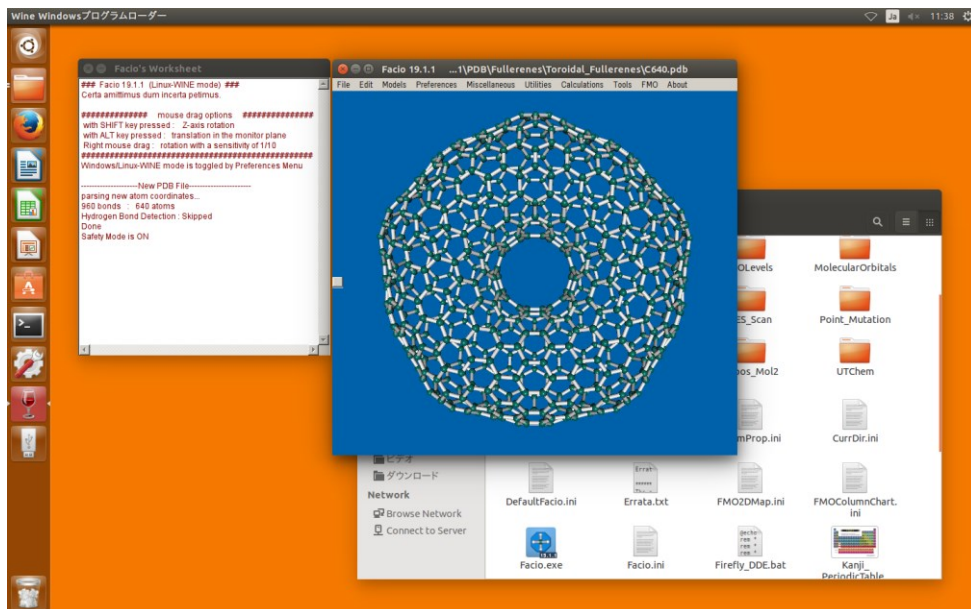 Wine Windowsプログラムローダー
Ja
11:38
Facio's Worksheet
### Facio 19.1.1 (Linux-WINE mode) ###
Certa amittimus dum incerta petimus.
############## mouse drag options ###############
with SHIFT key pressed : Z-axis rotation
with ALT key pressed : translation in the monitor plane
Right mouse drag : rotation with a sensitivity of 1/10
##################################################
Windows/Linux-WINE mode is toggled by Preferences Menu
---------------------New PDB File-----------------------
parsing new atom coordinates...
960 bonds : 640 atoms
Hydrogen Bond Detection : Skipped
Done
Safety Mode is ON
Facio 19.1.1 ...1\PDB\Fullerenes\Toroidal_Fullerenes\C640.pdb
File Edit Models Preferences Miscellaneous Utilities Calculations Tools FMO About
OLevels
MolecularOrbitals
ES_Scan
Point_Mutation
pos_Mol2
UTChem
mProp.ini
CurrDir.ini
ビデオ
ダウンロード
Network
Browse Network
Connect to Server
DefaultFacio.ini
Errata.txt
FMO2DMap.ini
FMOColumnChart.
ini
Facio.exe
Facio.ini
Firefly_DDE.bat
Kanji_
PeriodicTable